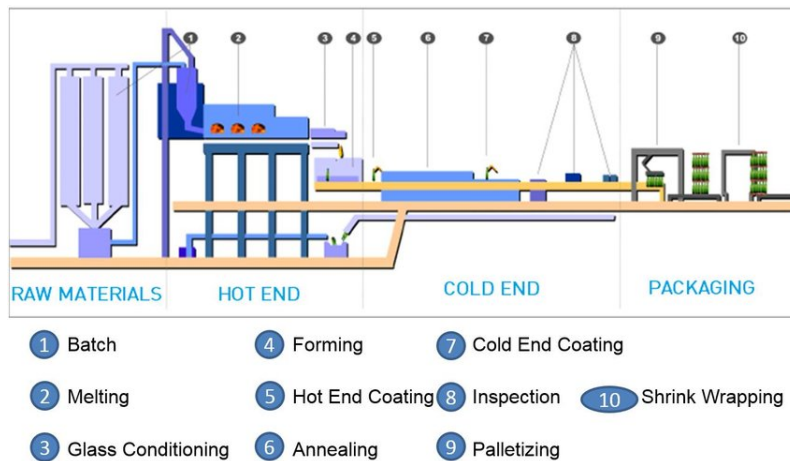 1 2 3 4 5 6 7 8 9 10
RAW MATERIALS HOT END COLD END PACKAGING
1 Batch 4 Forming 7 Cold End Coating
2 Melting 5 Hot End Coating 8 Inspection 10 Shrink Wrapping
3 Glass Conditioning 6 Annealing 9 Palletizing